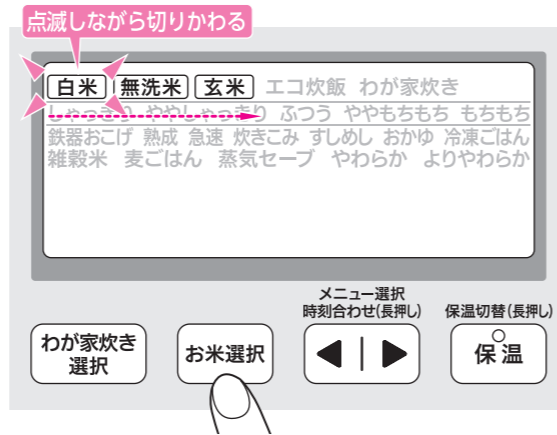 点滅しながら切りかわる
白米 無洗米 玄米 エコ炊飯 わが家炊き
しゃっきり ややしゃっきり ふつう ややもちもち もちもち
鉄器おこげ 熟成 急速 炊きこみ すしめし おかゆ 冷凍ごはん
雑穀米 麦ごはん 蒸気セーブ やわらか よりやわらか
メニュー選択
時刻合わせ(長押し) 保温切替(長押し)
わが家炊き
選択
お米選択
保温